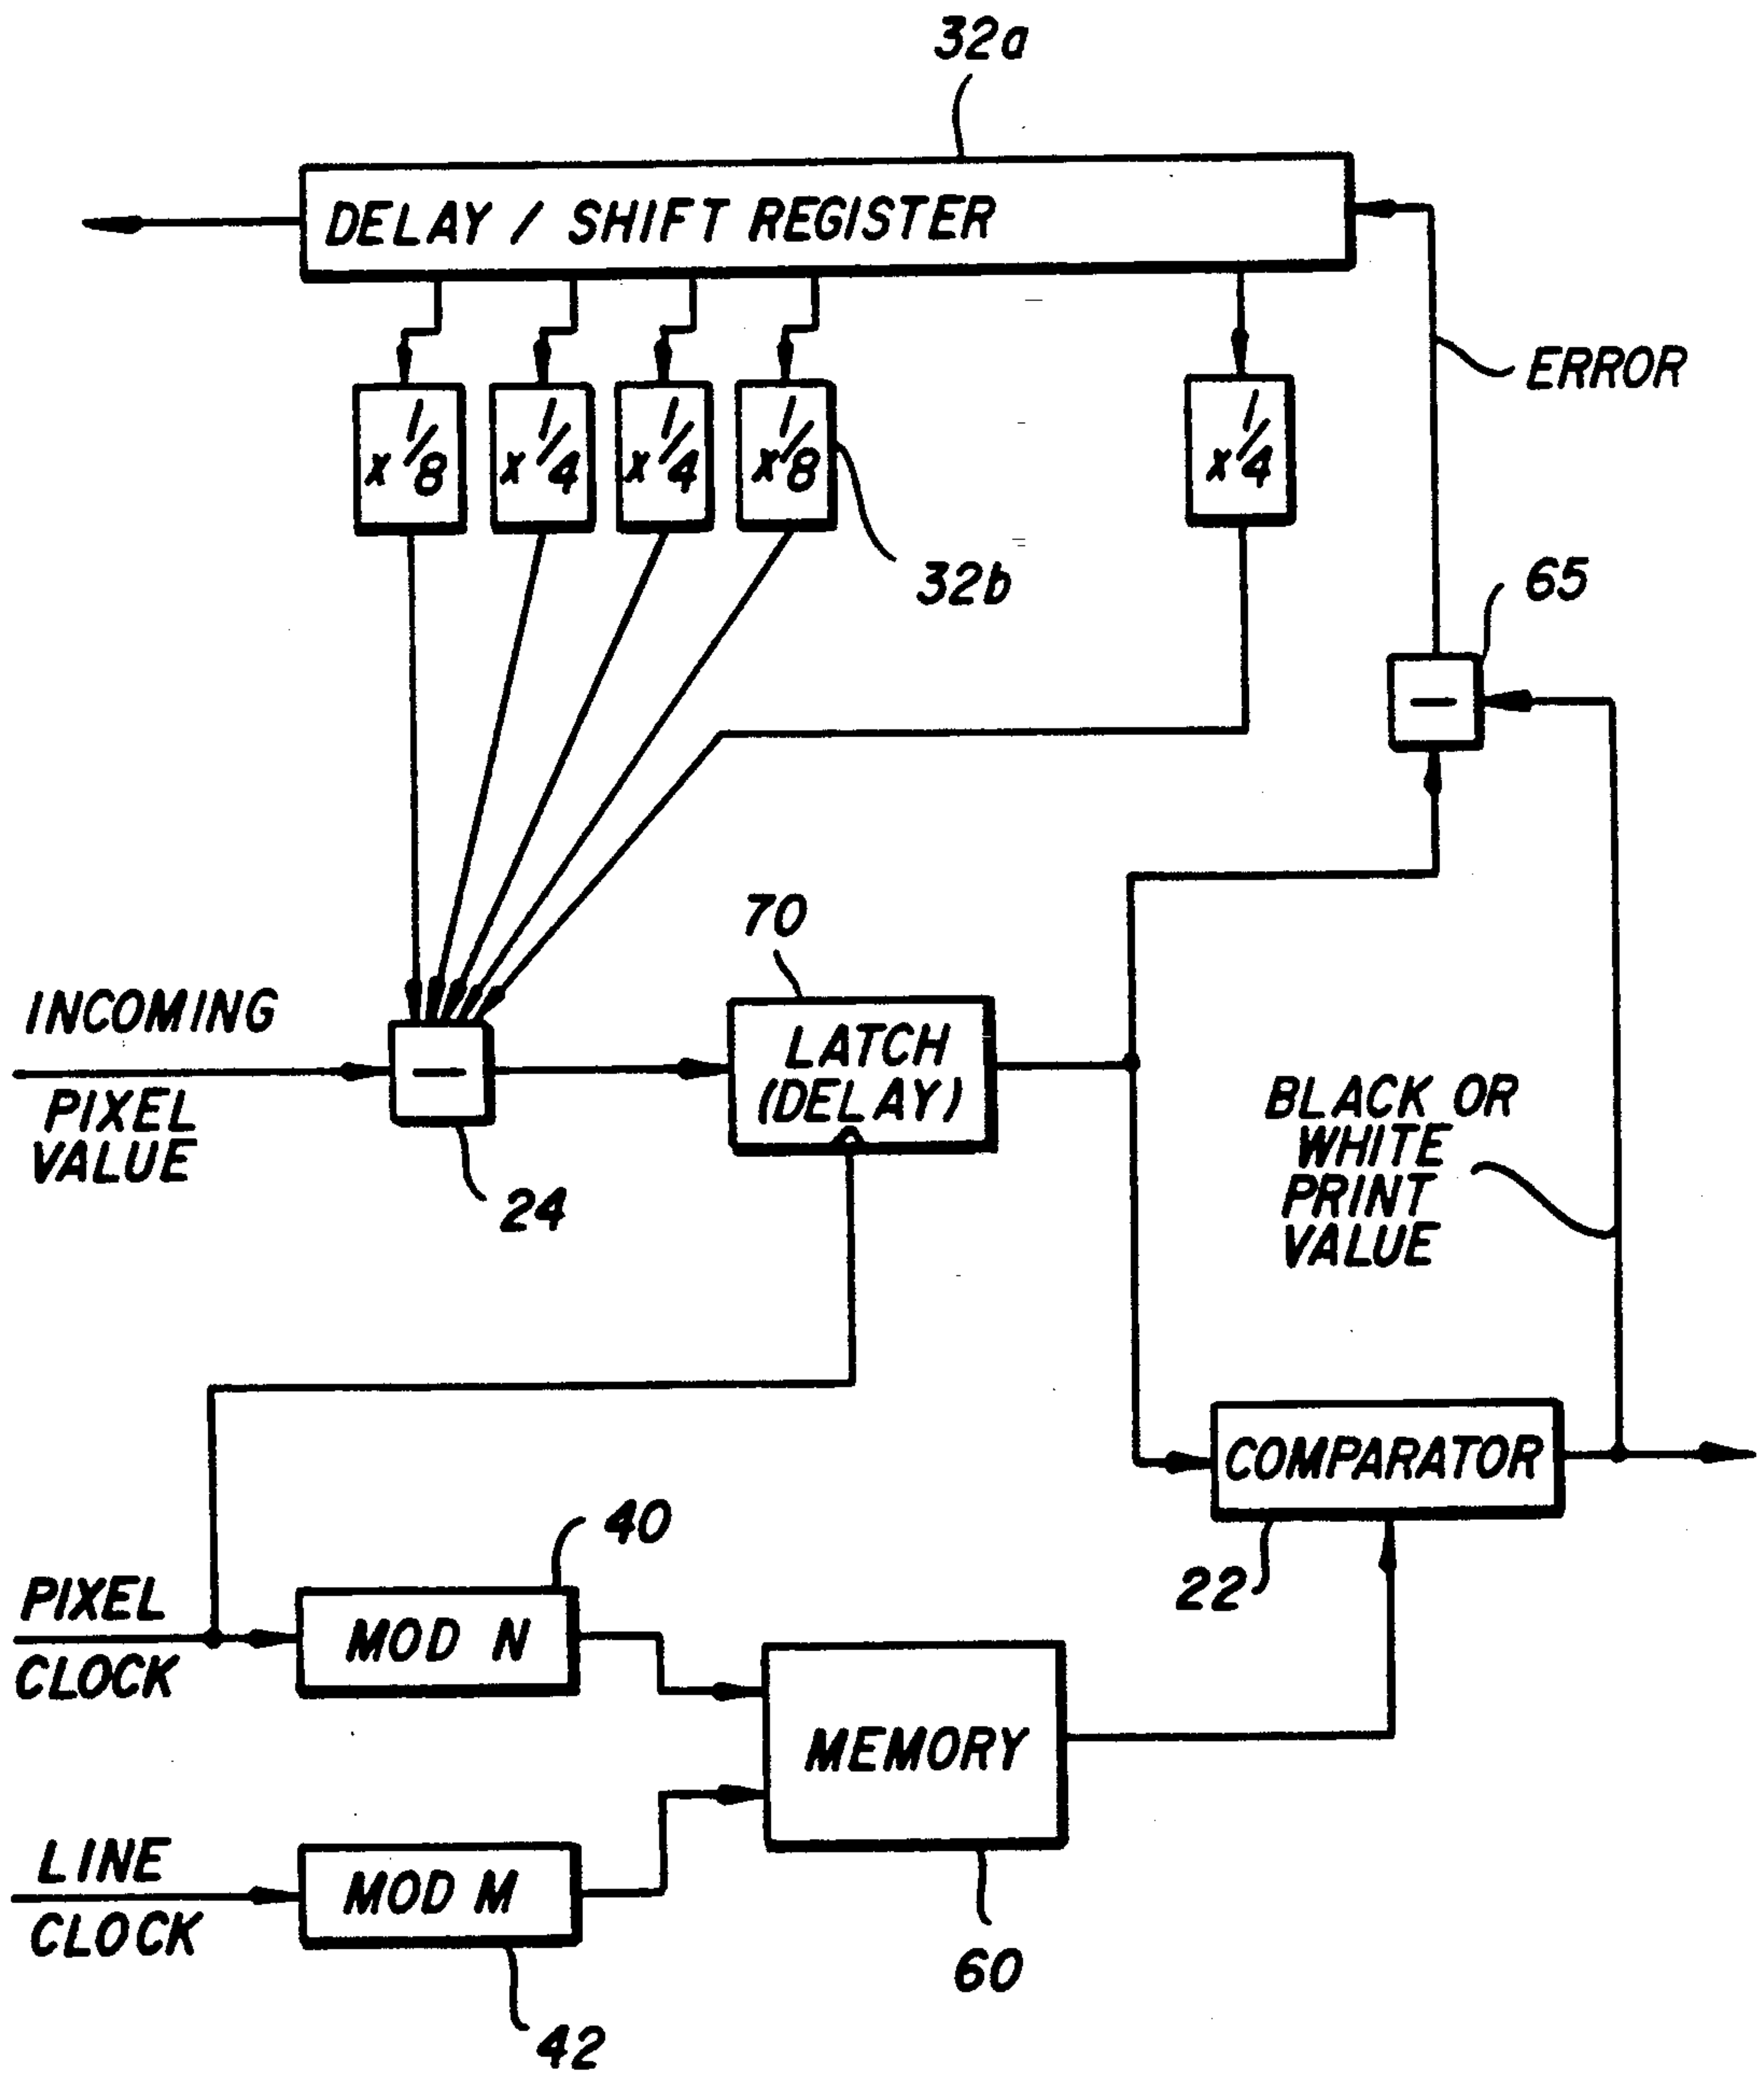 32a
DELAY / SHIFT REGISTER
ERROR
x 1/8
x 1/4
x 1/4
x 1/8
x 1/4
32b
65
—
70
INCOMING
PIXEL
VALUE
—
24
LATCH
(DELAY)
BLACK OR
WHITE
PRINT
VALUE
COMPARATOR
22
40
PIXEL
CLOCK
MOD N
MEMORY
60
LINE
CLOCK
MOD M
42